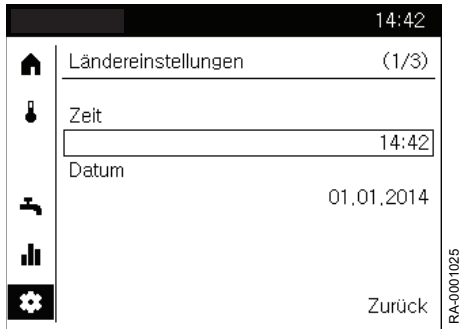 14:42
Ländereinstellungen (1/3)
Zeit
14:42
Datum
01.01.2014
Zurück
RA-0001025